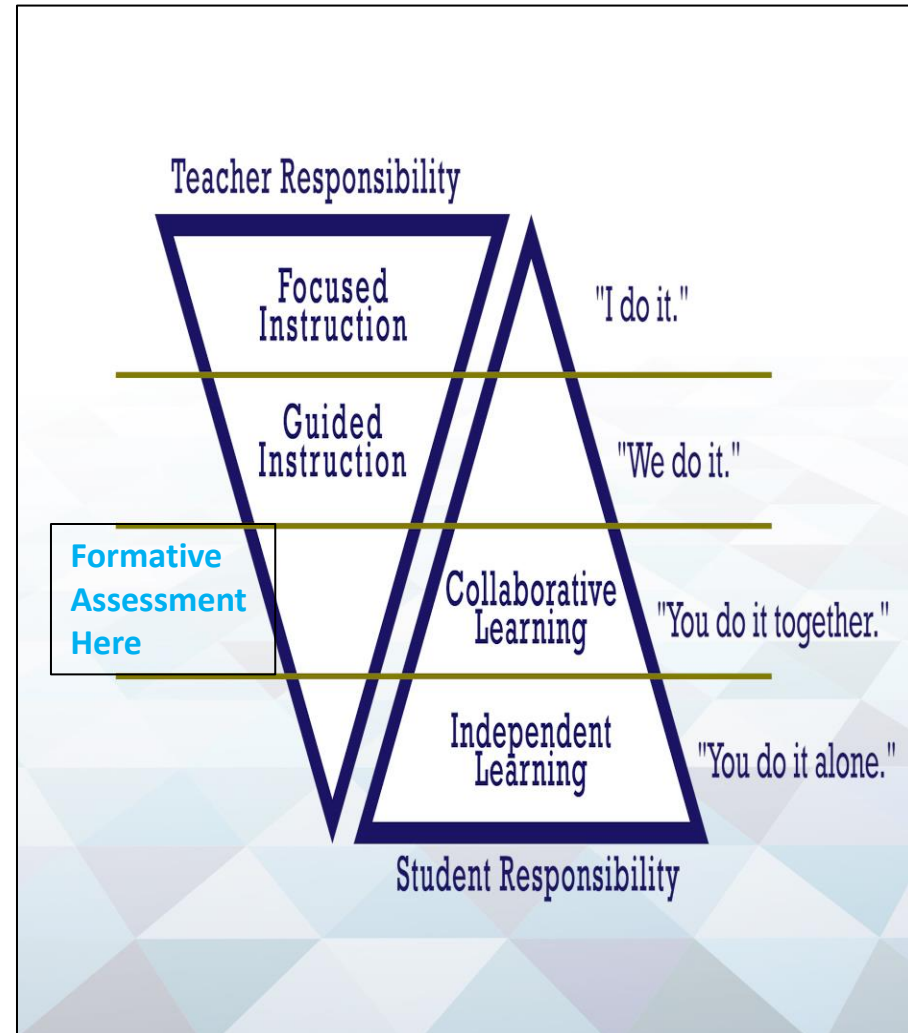 Teacher Responsibility
Focused
Instruction
"I do it."
Guided
Instruction
"We do it."
Formative
Assessment
Here
Collaborative
Learning
"You do it together."
Independent
Learning
"You do it alone."
Student Responsibility